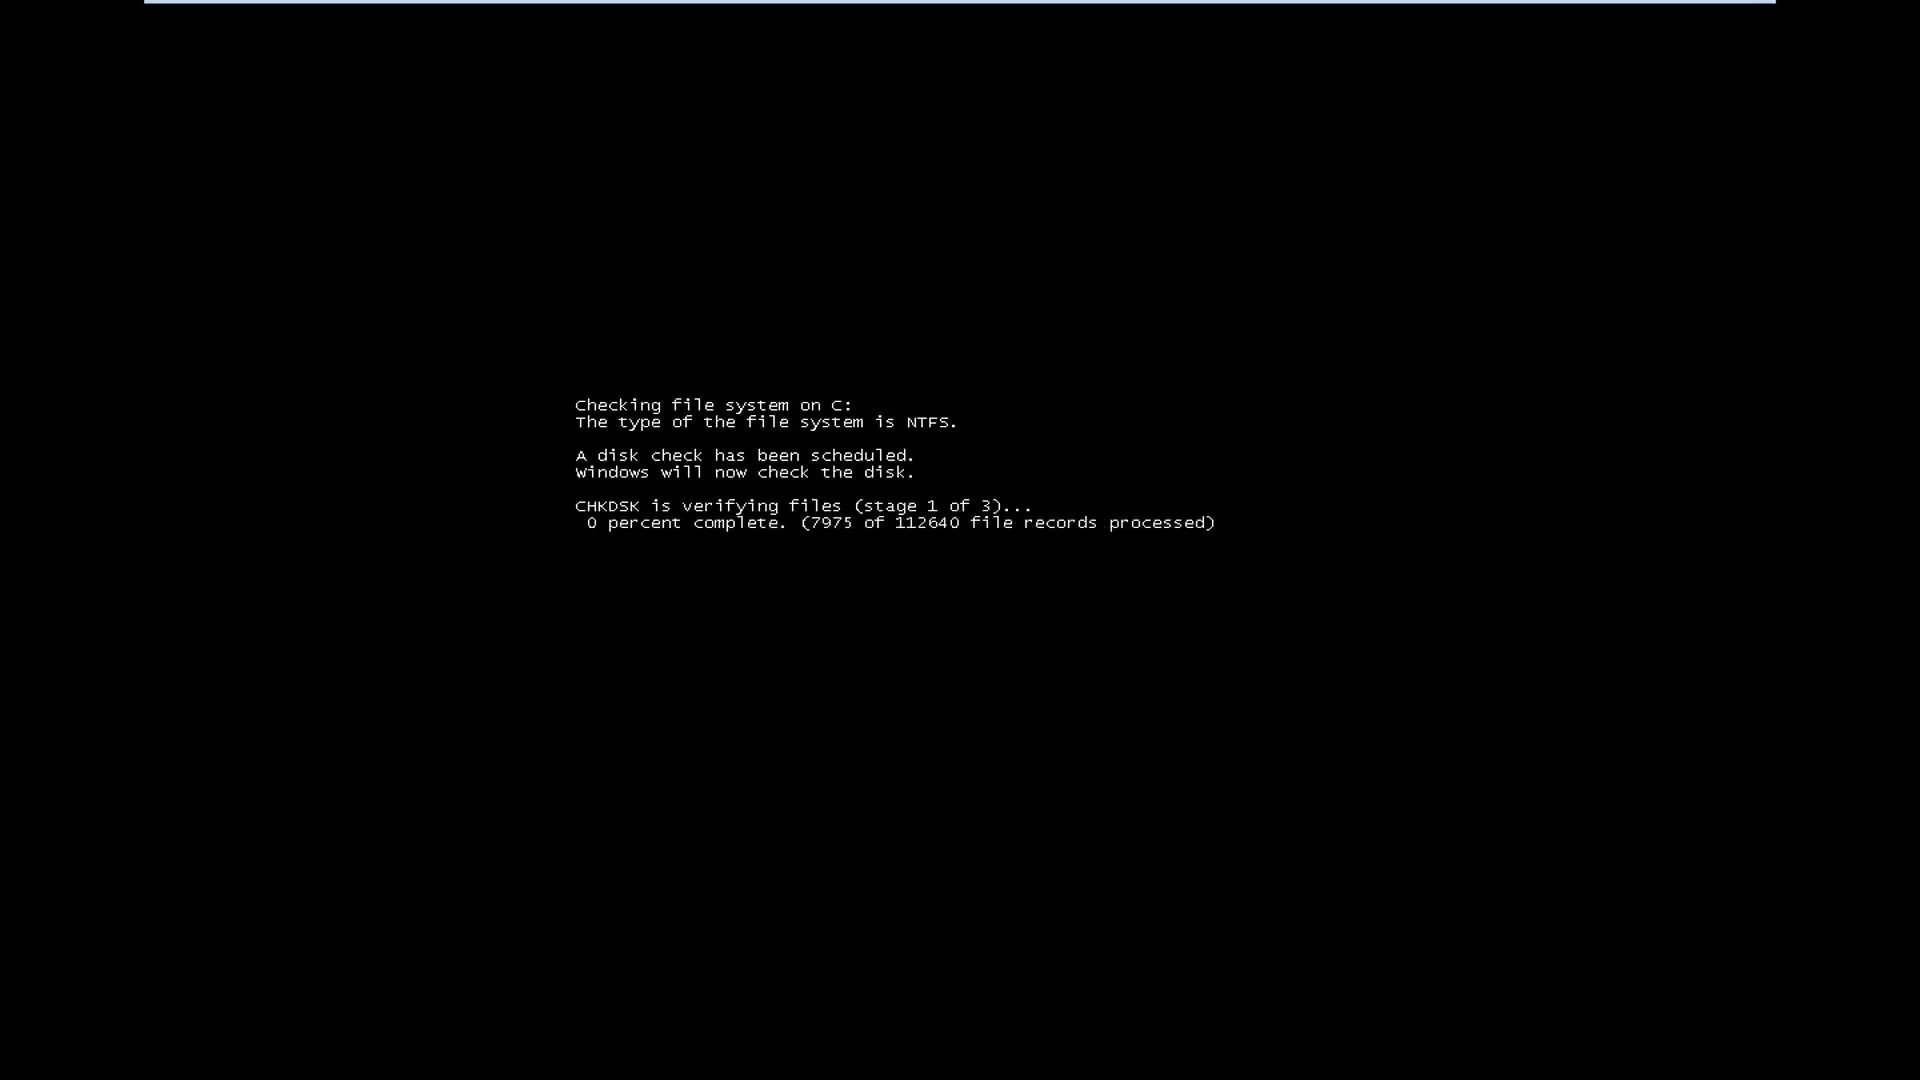 Checking file system on C:
The type of the file system is NTFS.
A disk check has been scheduled.
Windows will now check the disk.
CHKDSK is verifying files (stage 1 of 3)...
0 percent complete. (7975 of 112640 file records processed)